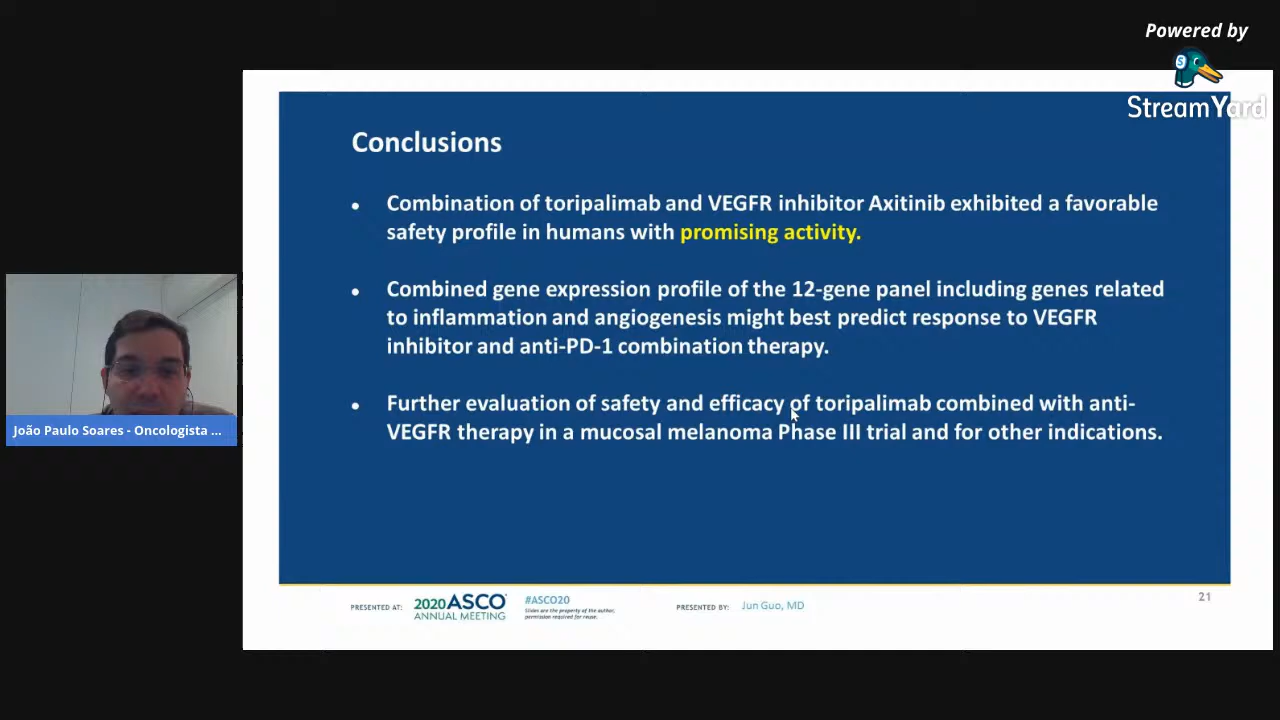 Powered by
StreamYard
Conclusions
• Combination of toripalimab and VEGFR inhibitor Axitinib exhibited a favorable
safety profile in humans with promising activity.
• Combined gene expression profile of the 12-gene panel including genes related
to inflammation and angiogenesis might best predict response to VEGFR
inhibitor and anti-PD-1 combination therapy.
• Further evaluation of safety and efficacy of toripalimab combined with anti-
VEGFR therapy in a mucosal melanoma Phase III trial and for other indications.
João Paulo Soares - Oncologista ...
21
PRESENTED AT:
2020 ASCO
ANNUAL MEETING
#ASCO20
Slides are the property of the author,
permission required for reuse.
PRESENTED BY:
Jun Guo, MD